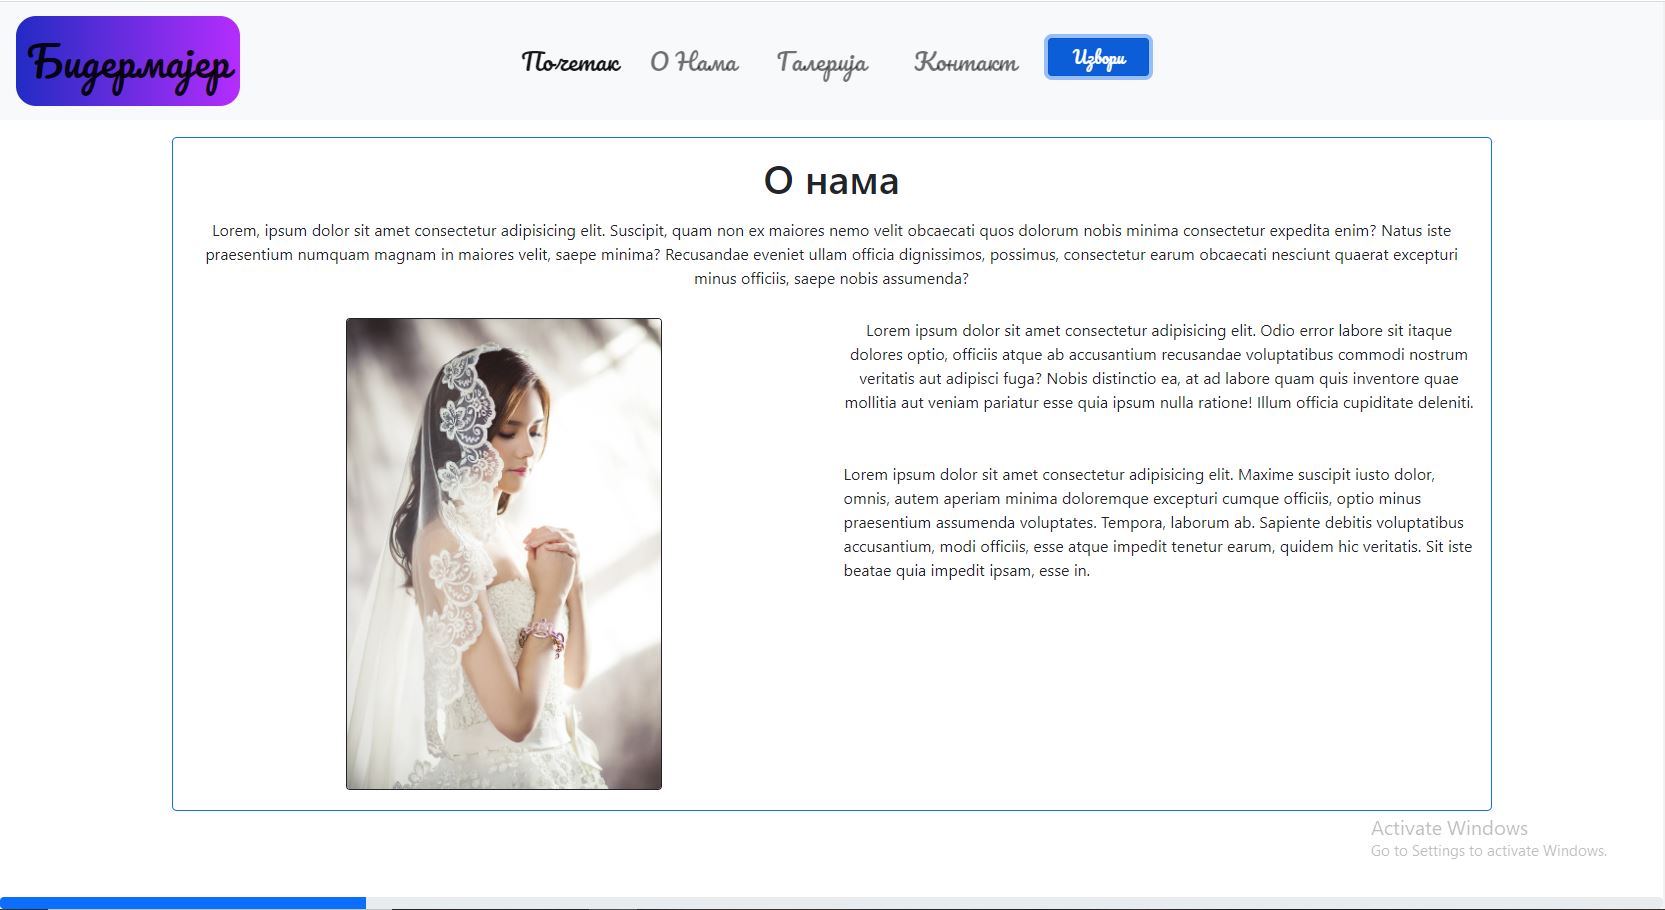 Бидермајер
Почетак
О Нама
Галерија
Контакт
Извори
О нама
Lorem, ipsum dolor sit amet consectetur adipisicing elit. Suscipit, quam non ex maiores nemo velit obcaecati quos dolorum nobis minima consectetur expedita enim? Natus iste
praesentium numquam magnam in maiores velit, saepe minima? Recusandae eveniet ullam officia dignissimos, possimus, consectetur earum obcaecati nesciunt quaerat excepturi
minus officiis, saepe nobis assumenda?
Lorem ipsum dolor sit amet consectetur adipisicing elit. Odio error labore sit itaque
dolores optio, officiis atque ab accusantium recusandae voluptatibus commodi nostrum
veritatis aut adipisci fuga? Nobis distinctio ea, at ad labore quam quis inventore quae
mollitia aut veniam pariatur esse quia ipsum nulla ratione! Illum officia cupiditate deleniti.
Lorem ipsum dolor sit amet consectetur adipisicing elit. Maxime suscipit iusto dolor,
omnis, autem aperiam minima doloremque excepturi cumque officiis, optio minus
praesentium assumenda voluptates. Tempora, laborum ab. Sapiente debitis voluptatibus
accusantium, modi officiis, esse atque impedit tenetur earum, quidem hic veritatis. Sit iste
beatae quia impedit ipsam, esse in.
Activate Windows
Go to Settings to activate Windows.